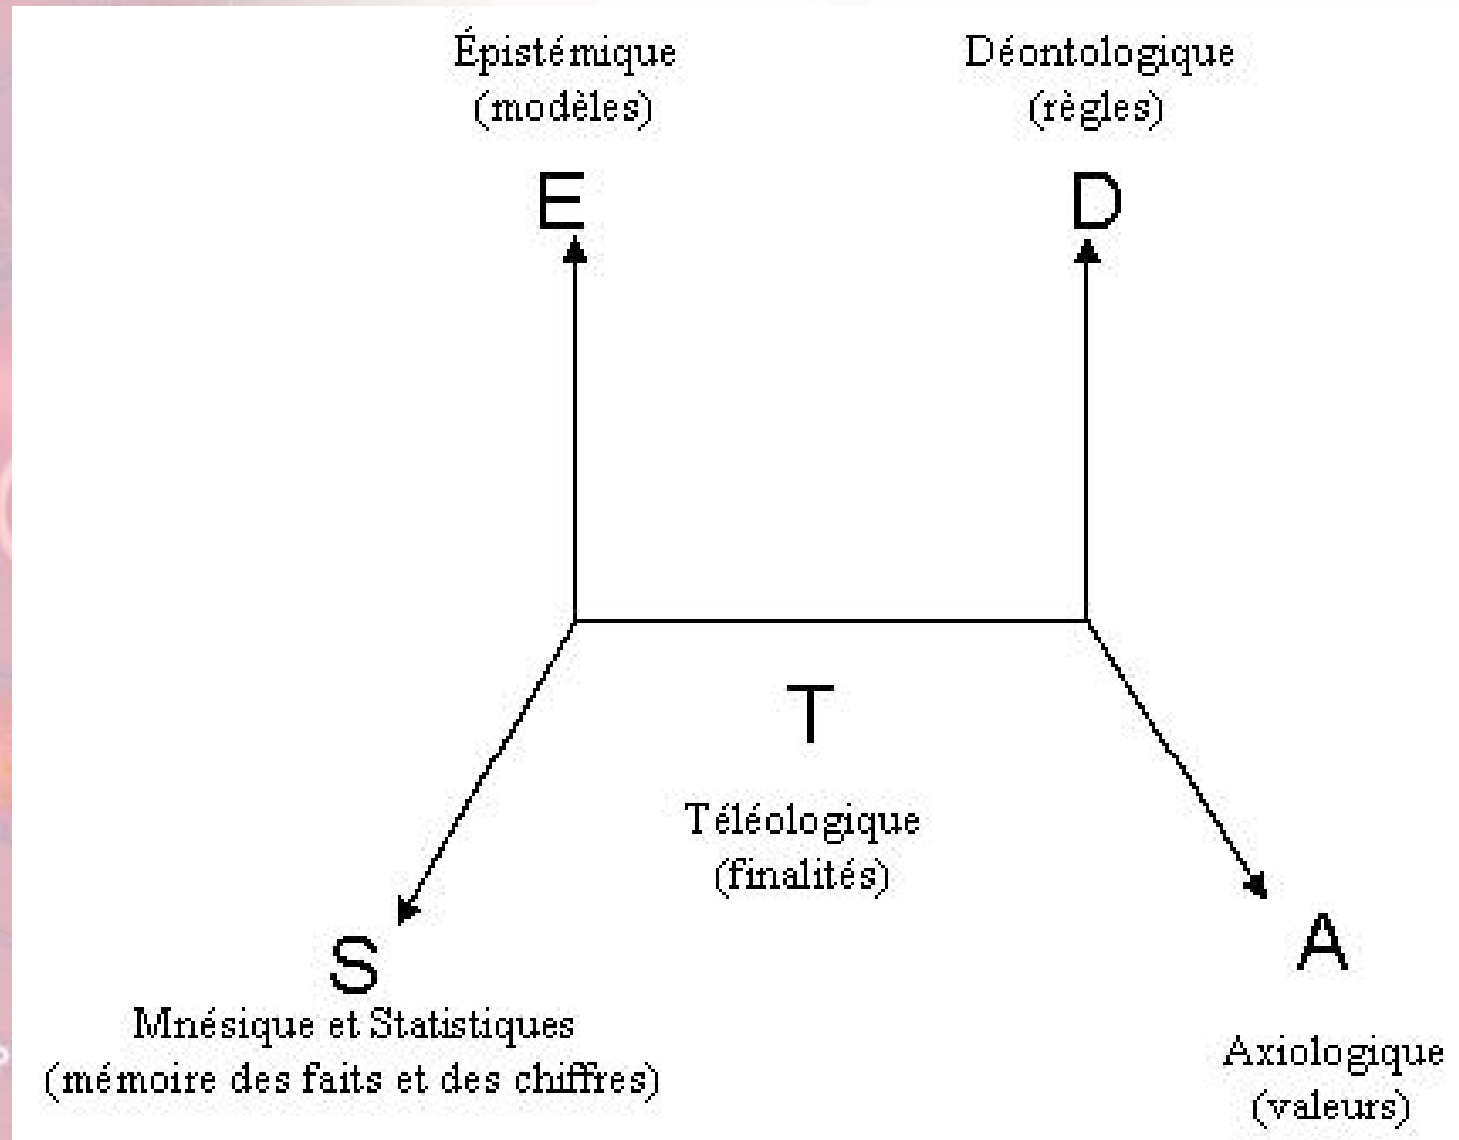 Épistémique
(modèles)
E
Déontologique
(règles)
D
T
Téléologique
(finalités)
S
Mnésique et Statistiques
(mémoire des faits et des chiffres)
A
Axiologique
(valeurs)